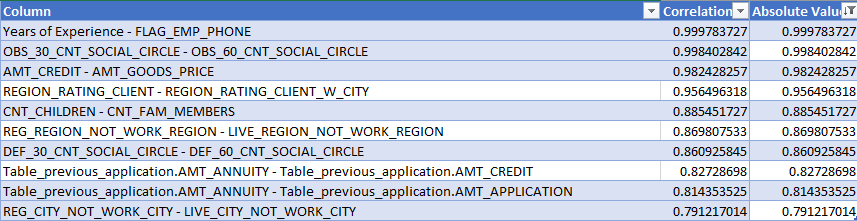 Column Correlation Absolute Valu
Years of Experience - FLAG_EMP_PHONE 0.999783727 0.999783727
OBS_30_CNT_SOCIAL_CIRCLE - OBS_60_CNT_SOCIAL_CIRCLE 0.998402842 0.998402842
AMT_CREDIT - AMT_GOODS_PRICE 0.982428257 0.982428257
REGION_RATING_CLIENT - REGION_RATING_CLIENT_W_CITY 0.956496318 0.956496318
CNT_CHILDREN - CNT_FAM_MEMBERS 0.885451727 0.885451727
REG_REGION_NOT_WORK_REGION - LIVE_REGION_NOT_WORK_REGION 0.869807533 0.869807533
DEF_30_CNT_SOCIAL_CIRCLE - DEF_60_CNT_SOCIAL_CIRCLE 0.860925845 0.860925845
Table_previous_application.AMT_ANNUITY - Table_previous_application.AMT_CREDIT 0.82728698 0.82728698
Table_previous_application.AMT_ANNUITY - Table_previous_application.AMT_APPLICATION 0.814353525 0.814353525
REG_CITY_NOT_WORK_CITY - LIVE_CITY_NOT_WORK_CITY 0.791217014 0.791217014